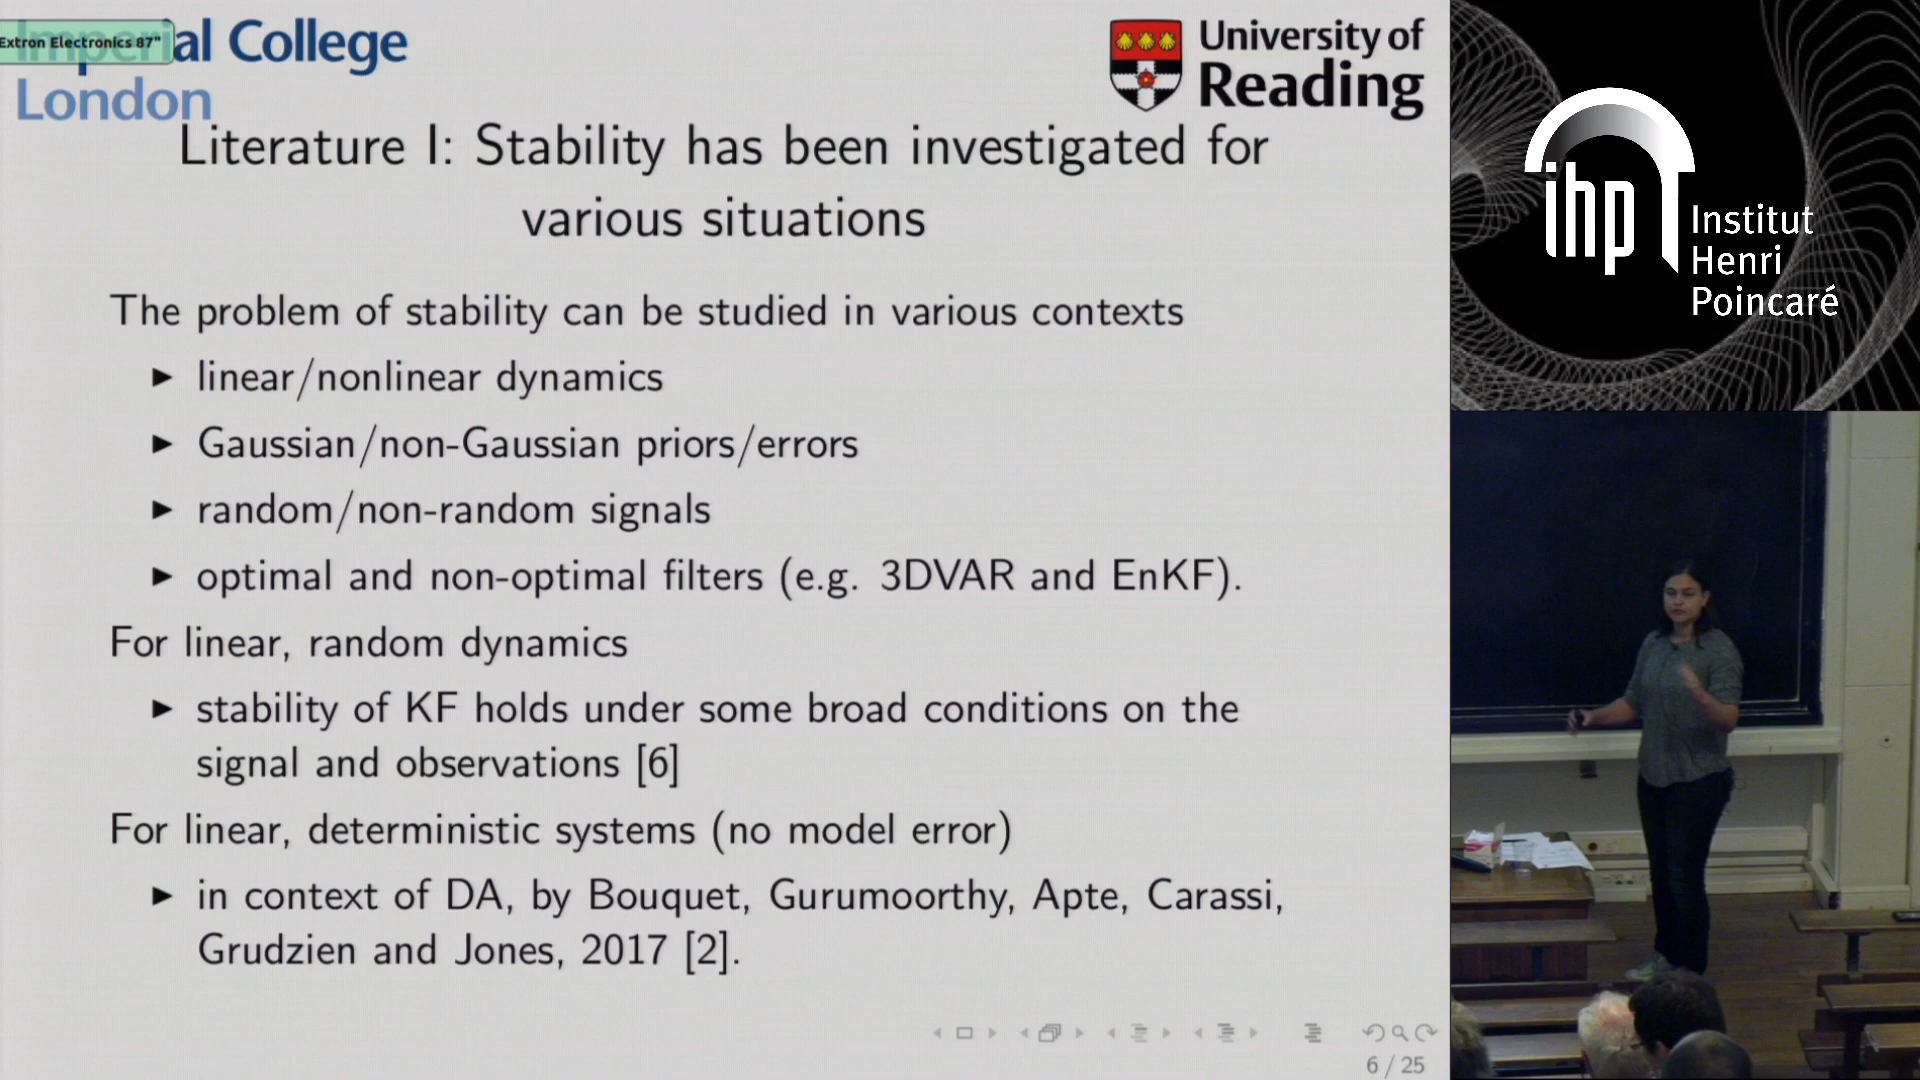 Extron Electronics 87"
Imperial College
London
University of
Reading
Literature I: Stability has been investigated for
various situations
The problem of stability can be studied in various contexts
▶ linear/nonlinear dynamics
▶ Gaussian/non-Gaussian priors/errors
▶ random/non-random signals
▶ optimal and non-optimal filters (e.g. 3DVAR and EnKF).
For linear, random dynamics
▶ stability of KF holds under some broad conditions on the
signal and observations [6]
For linear, deterministic systems (no model error)
▶ in context of DA, by Bouquet, Gurumoorthy, Apte, Carassi,
Grudzien and Jones, 2017 [2].
6 / 25
ihp
Institut
Henri
Poincaré